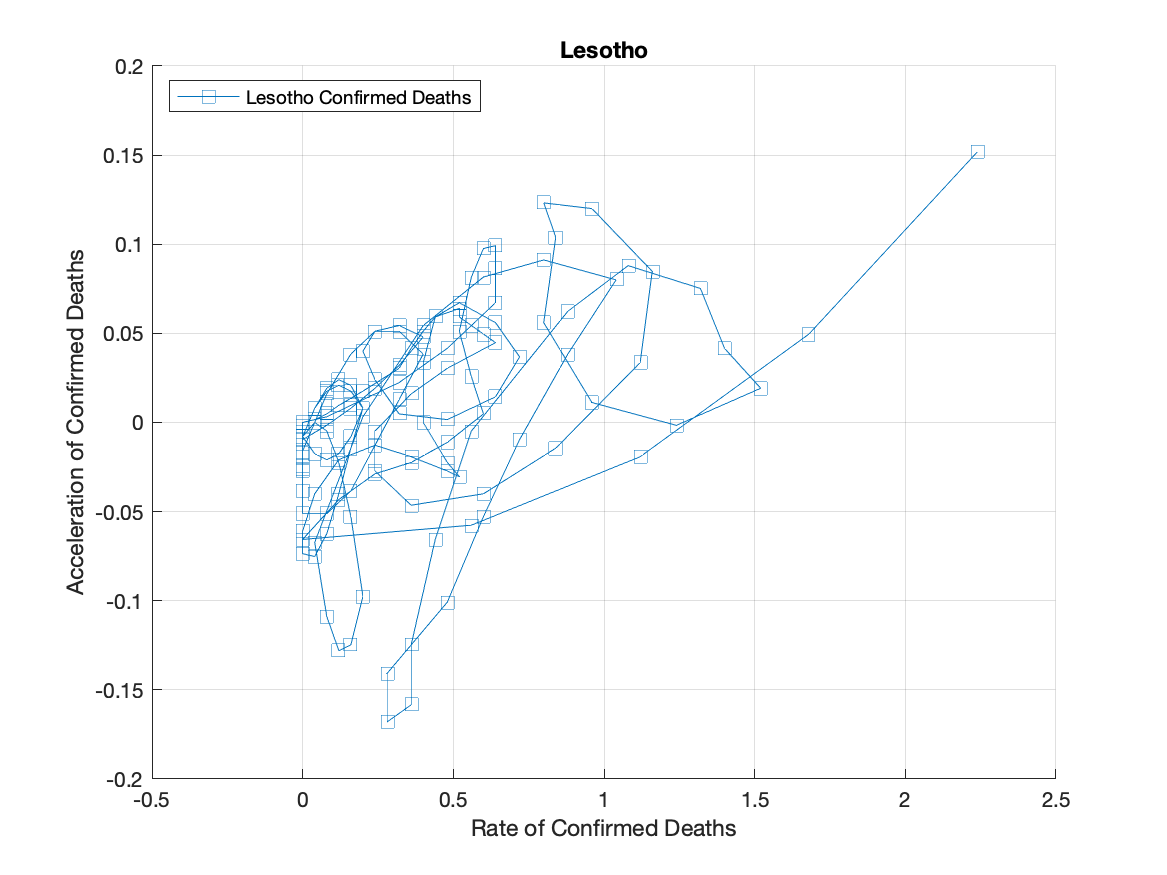 Lesotho
Lesotho Confirmed Deaths
Acceleration of Confirmed Deaths
0.2
0.15
0.1
0.05
0
-0.05
-0.1
-0.15
-0.2
-0.5 0 0.5 1 1.5 2 2.5
Rate of Confirmed Deaths